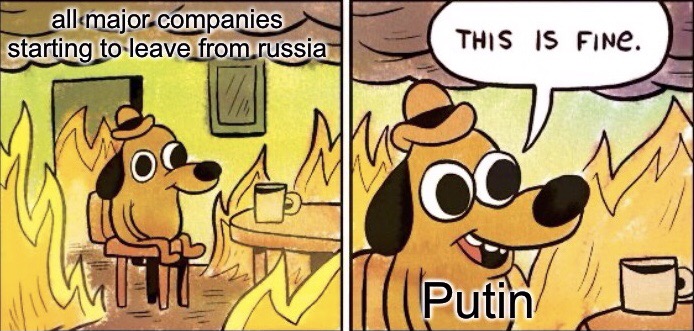 all major companies
starting to leave from russia
THIS IS FINE.
Putin